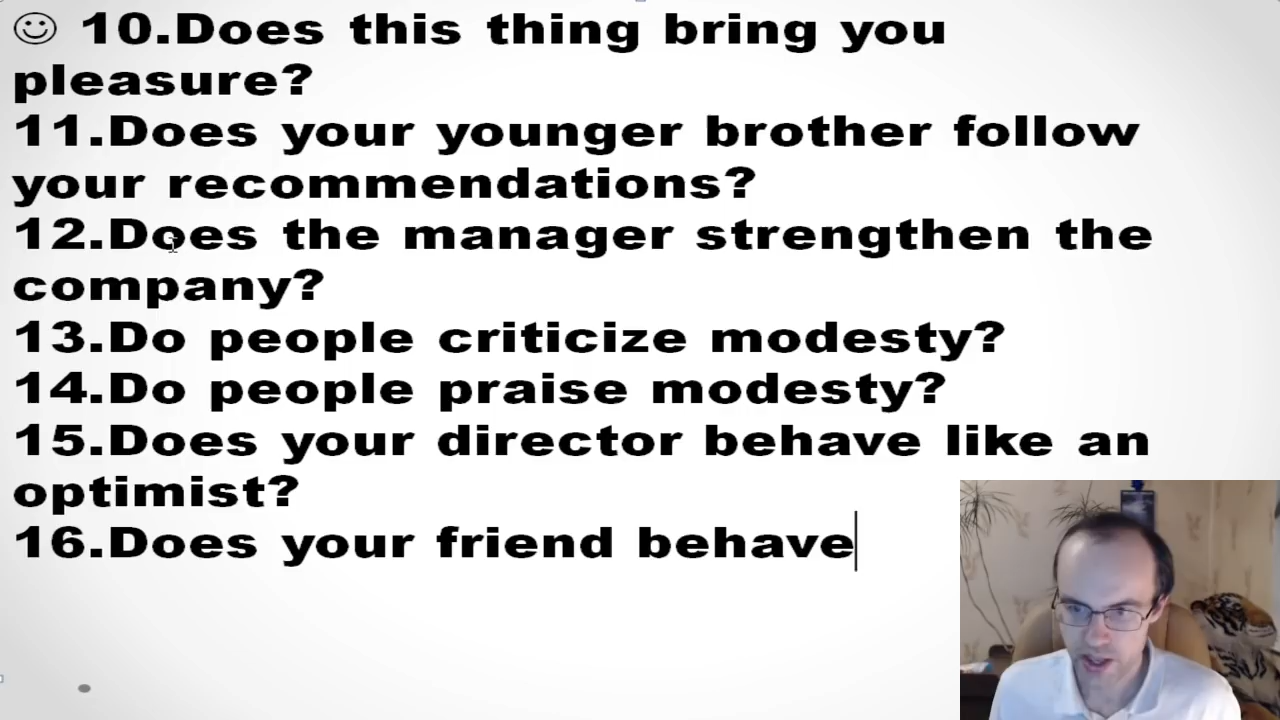 ☺ 10.Does this thing bring you
pleasure?
11.Does your younger brother follow
your recommendations?
12.Does the manager strengthen the
company?
13.Do people criticize modesty?
14.Do people praise modesty?
15.Does your director behave like an
optimist?
16.Does your friend behave